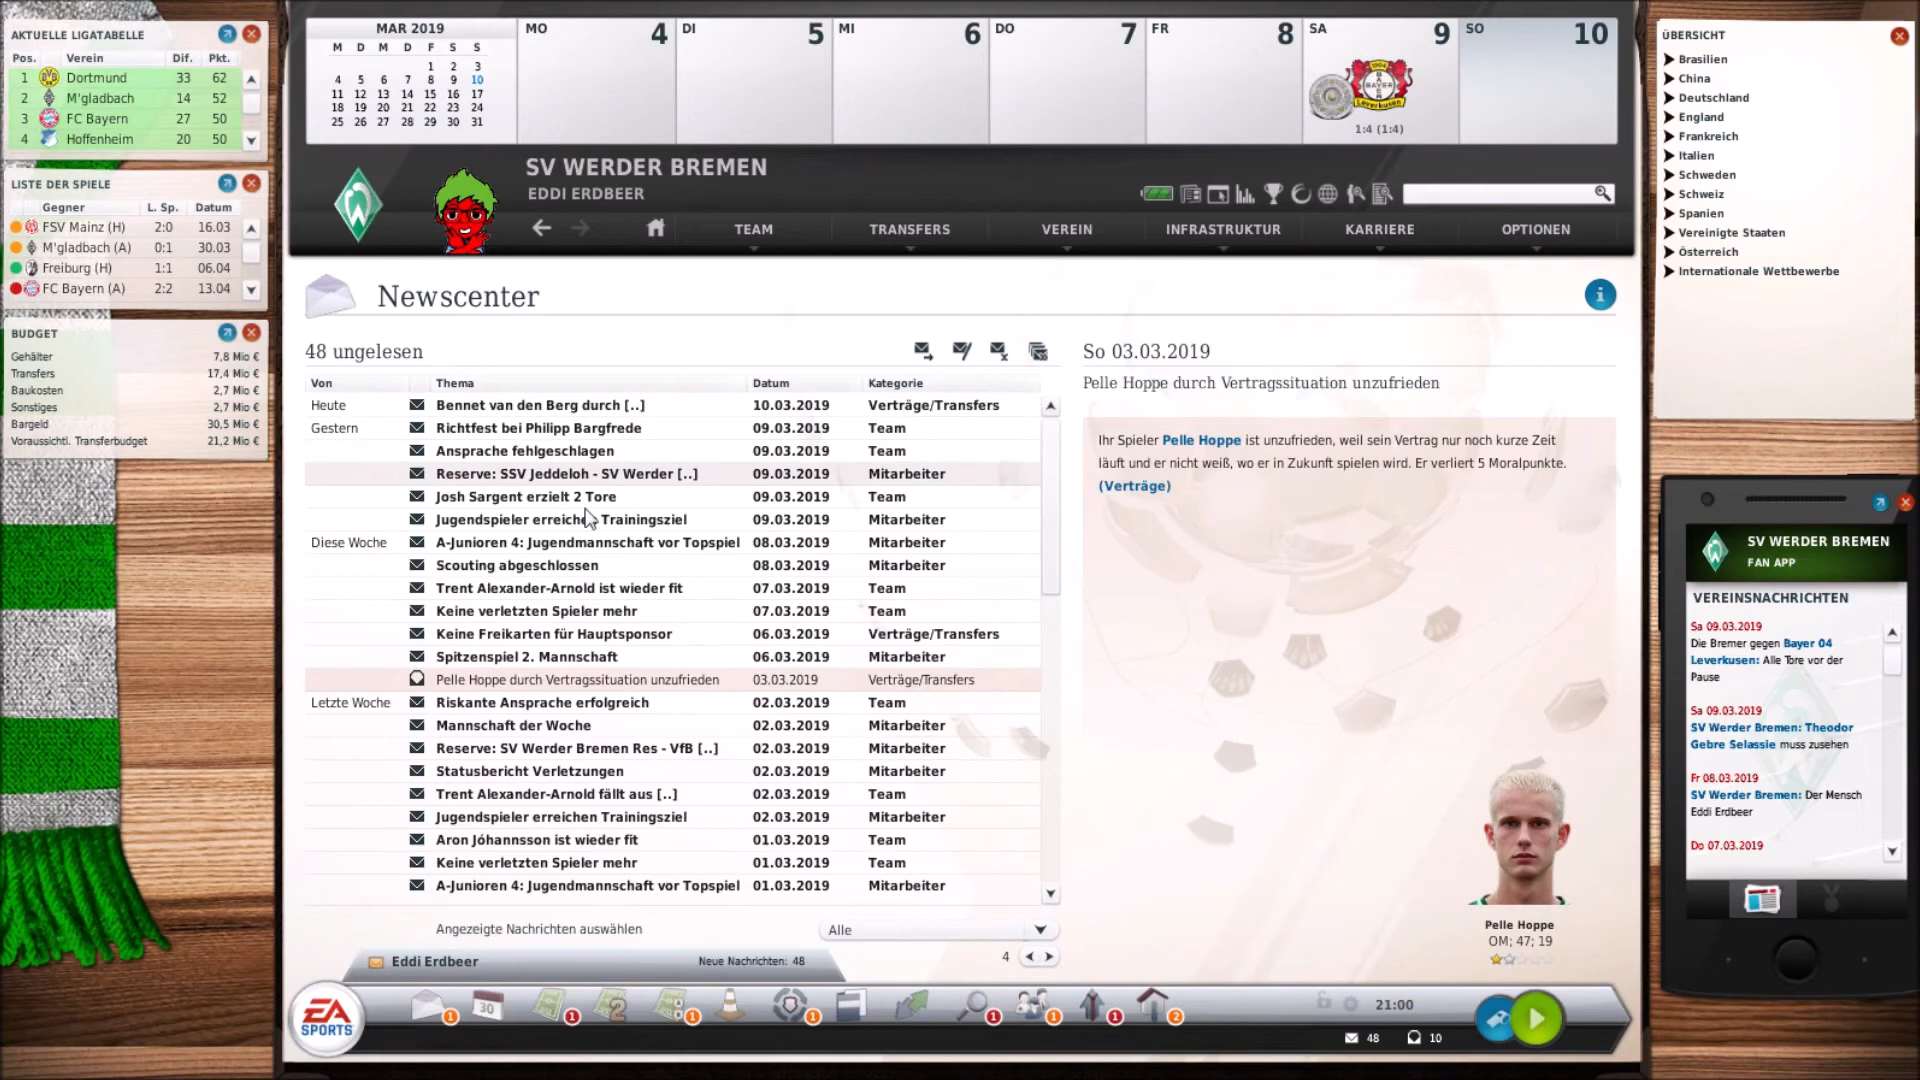 AKTUELLE LIGATABELLE
Pos. Verein Dif. Pkt.
1 Dortmund 33 62
2 M'gladbach 14 52
3 FC Bayern 27 50
4 Hoffenheim 20 50
LISTE DER SPIELE
Gegner L. Sp. Datum
FSV Mainz (H) 2:0 16.03
M'gladbach (A) 0:1 30.03
Freiburg (H) 1:1 06.04
FC Bayern (A) 2:2 13.04
BUDGET
Gehälter 7,8 Mio €
Transfers 17,4 Mio €
Baukosten 2,7 Mio €
Sonstiges 2,7 Mio €
Bargeld 30,5 Mio €
Voraussichtl. Transferbudget 21,2 Mio €
MAR 2019
M D M D F S S
1 2 3
4 5 6 7 8 9 10
11 12 13 14 15 16 17
18 19 20 21 22 23 24
25 26 27 28 29 30 31
MO 4
DI 5
MI 6
DO 7
FR 8
SA 9
1:4 (1:4)
SO 10
SV WERDER BREMEN
EDDI ERDBEER
TEAM TRANSFERS VEREIN INFRASTRUKTUR KARRIERE OPTIONEN
Newscenter
48 ungelesen
Von Thema Datum Kategorie
Heute Bennet van den Berg durch [..] 10.03.2019 Verträge/Transfers
Gestern Richtfest bei Philipp Bargfrede 09.03.2019 Team
Ansprache fehlgeschlagen 09.03.2019 Team
Reserve: SSV Jeddeloh - SV Werder [..] 09.03.2019 Mitarbeiter
Josh Sargent erzielt 2 Tore 09.03.2019 Team
Jugendspieler erreichen Trainingsziel 09.03.2019 Mitarbeiter
Diese Woche A-Junioren 4: Jugendmannschaft vor Topspiel 08.03.2019 Mitarbeiter
Scouting abgeschlossen 08.03.2019 Mitarbeiter
Trent Alexander-Arnold ist wieder fit 07.03.2019 Team
Keine verletzten Spieler mehr 07.03.2019 Team
Keine Freikarten für Hauptsponsor 06.03.2019 Verträge/Transfers
Spitzenspiel 2. Mannschaft 06.03.2019 Mitarbeiter
Pelle Hoppe durch Vertragssituation unzufrieden 03.03.2019 Verträge/Transfers
Letzte Woche Riskante Ansprache erfolgreich 02.03.2019 Team
Mannschaft der Woche 02.03.2019 Mitarbeiter
Reserve: SV Werder Bremen Res - VfB [..] 02.03.2019 Mitarbeiter
Statusbericht Verletzungen 02.03.2019 Mitarbeiter
Trent Alexander-Arnold fällt aus [..] 02.03.2019 Team
Jugendspieler erreichen Trainingsziel 02.03.2019 Mitarbeiter
Aron Jóhannsson ist wieder fit 01.03.2019 Team
Keine verletzten Spieler mehr 01.03.2019 Team
A-Junioren 4: Jugendmannschaft vor Topspiel 01.03.2019 Mitarbeiter
Angezeigte Nachrichten auswählen Alle
4
Eddi Erdbeer Neue Nachrichten: 48
So 03.03.2019
Pelle Hoppe durch Vertragssituation unzufrieden
Ihr Spieler Pelle Hoppe ist unzufrieden, weil sein Vertrag nur noch kurze Zeit
läuft und er nicht weiß, wo er in Zukunft spielen wird. Er verliert 5 Moralpunkte.
(Verträge)
Pelle Hoppe
OM; 47; 19
EA
SPORTS
1 30 1 2 1 1 1 1 1 2
21:00
48 10
ÜBERSICHT
Brasilien
China
Deutschland
England
Frankreich
Italien
Schweden
Schweiz
Spanien
Vereinigte Staaten
Österreich
Internationale Wettbewerbe
SV WERDER BREMEN
FAN APP
VEREINSNACHRICHTEN
Sa 09.03.2019
Die Bremer gegen Bayer 04
Leverkusen: Alle Tore vor der
Pause
Sa 09.03.2019
SV Werder Bremen: Theodor
Gebre Selassie muss zusehen
Fr 08.03.2019
SV Werder Bremen: Der Mensch
Eddi Erdbeer
Do 07.03.2019